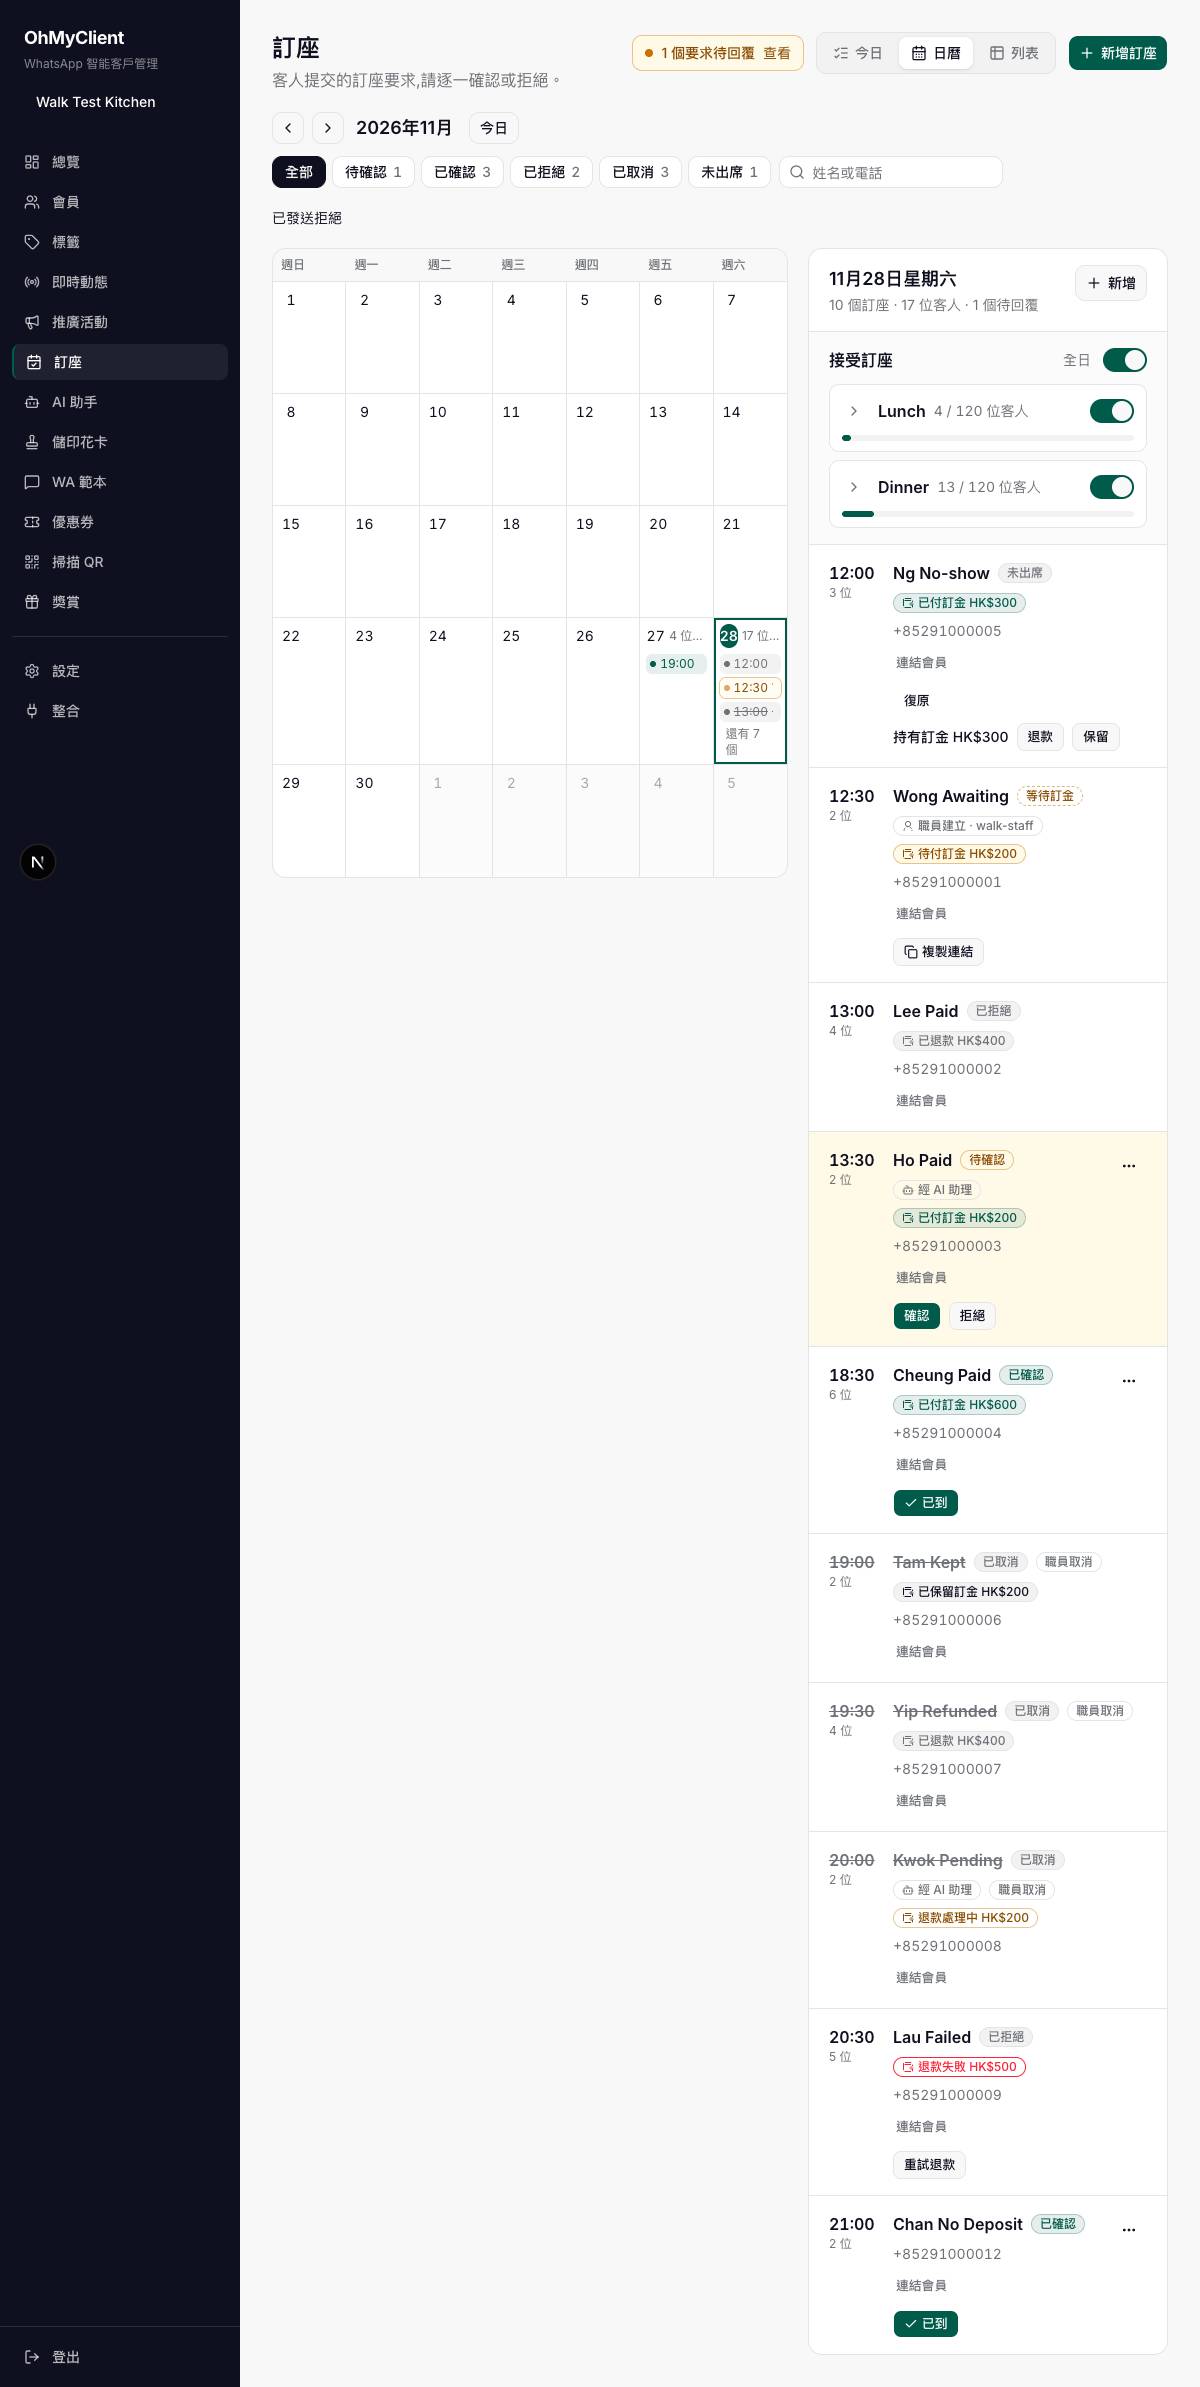 OhMyClient
WhatsApp 智能客戶管理
Walk Test Kitchen
總覽
會員
標籤
即時動態
推廣活動
訂座
AI 助手
儲印花卡
WA 範本
優惠券
掃描 QR
獎賞
設定
整合
登出
訂座
客人提交的訂座要求,請逐一確認或拒絕。
1 個要求待回覆 查看
今日
日曆
列表
新增訂座
2026年11月
今日
全部
待確認 1
已確認 3
已拒絕 2
已取消 3
未出席 1
姓名或電話
已發送拒絕
週日 週一 週二 週三 週四 週五 週六
1 2 3 4 5 6 7
8 9 10 11 12 13 14
15 16 17 18 19 20 21
22 23 24 25 26 27 4 位... 28 17 位...
19:00
12:00
12:30
13:00
還有 7
個
29 30 1 2 3 4 5
11月28日星期六
10 個訂座 · 17 位客人 · 1 個待回覆
新增
接受訂座 全日
Lunch 4 / 120 位客人
Dinner 13 / 120 位客人
12:00 Ng No-show 未出席
3 位
已付訂金 HK$300
+85291000005
連結會員
復原
持有訂金 HK$300 退款 保留
12:30 Wong Awaiting 等待訂金
2 位
職員建立 · walk-staff
待付訂金 HK$200
+85291000001
連結會員
複製連結
13:00 Lee Paid 已拒絕
4 位
已退款 HK$400
+85291000002
連結會員
13:30 Ho Paid 待確認
2 位
經 AI 助理
已付訂金 HK$200
+85291000003
連結會員
確認 拒絕
18:30 Cheung Paid 已確認
6 位
已付訂金 HK$600
+85291000004
連結會員
已到
19:00 Tam Kept 已取消 職員取消
2 位
已保留訂金 HK$200
+85291000006
連結會員
19:30 Yip Refunded 已取消 職員取消
4 位
已退款 HK$400
+85291000007
連結會員
20:00 Kwok Pending 已取消
2 位
經 AI 助理 職員取消
退款處理中 HK$200
+85291000008
連結會員
20:30 Lau Failed 已拒絕
5 位
退款失敗 HK$500
+85291000009
連結會員
重試退款
21:00 Chan No Deposit 已確認
2 位
+85291000012
連結會員
已到